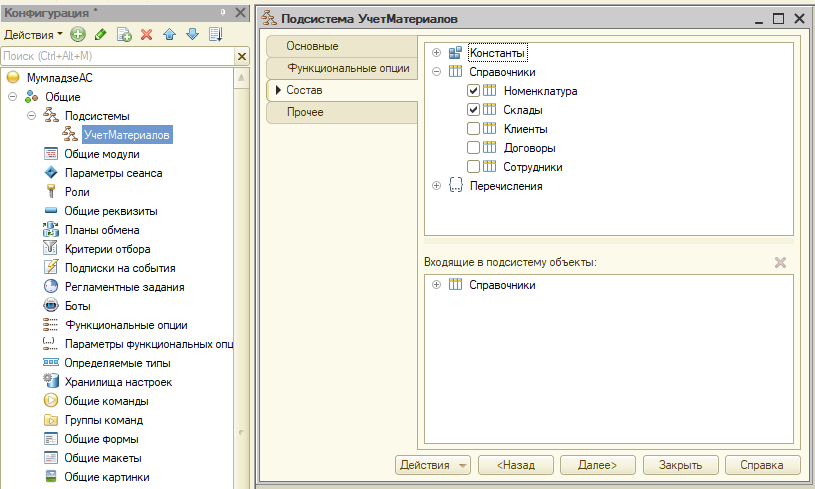 Конфигурация *
Действия
Поиск (Ctrl+Alt+M)
МумладзеАС
Общие
Подсистемы
УчетМатериалов
Общие модули
Параметры сеанса
Роли
Общие реквизиты
Планы обмена
Критерии отбора
Подписки на события
Регламентные задания
Боты
Функциональные опции
Параметры функциональных опц
Определяемые типы
Хранилища настроек
Общие команды
Группы команд
Общие формы
Общие макеты
Общие картинки
Подсистема УчетМатериалов
Основные
Функциональные опции
Состав
Прочее
Константы
Справочники
Номенклатура
Склады
Клиенты
Договоры
Сотрудники
Перечисления
Входящие в подсистему объекты:
Справочники
Действия
<Назад
Далее>
Закрыть
Справка